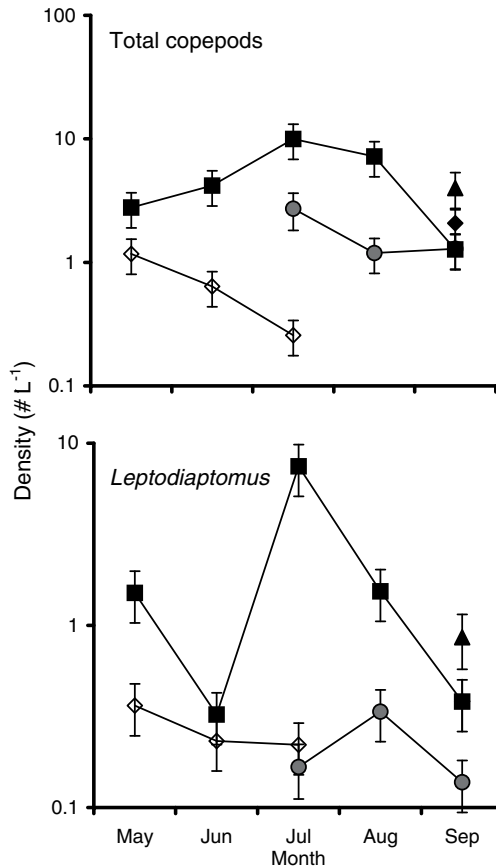 100
Total copepods
10
1
0.1
Density (# L-1)
10
Leptodiaptomus
1
0.1
May Jun Jul Aug Sep
Month